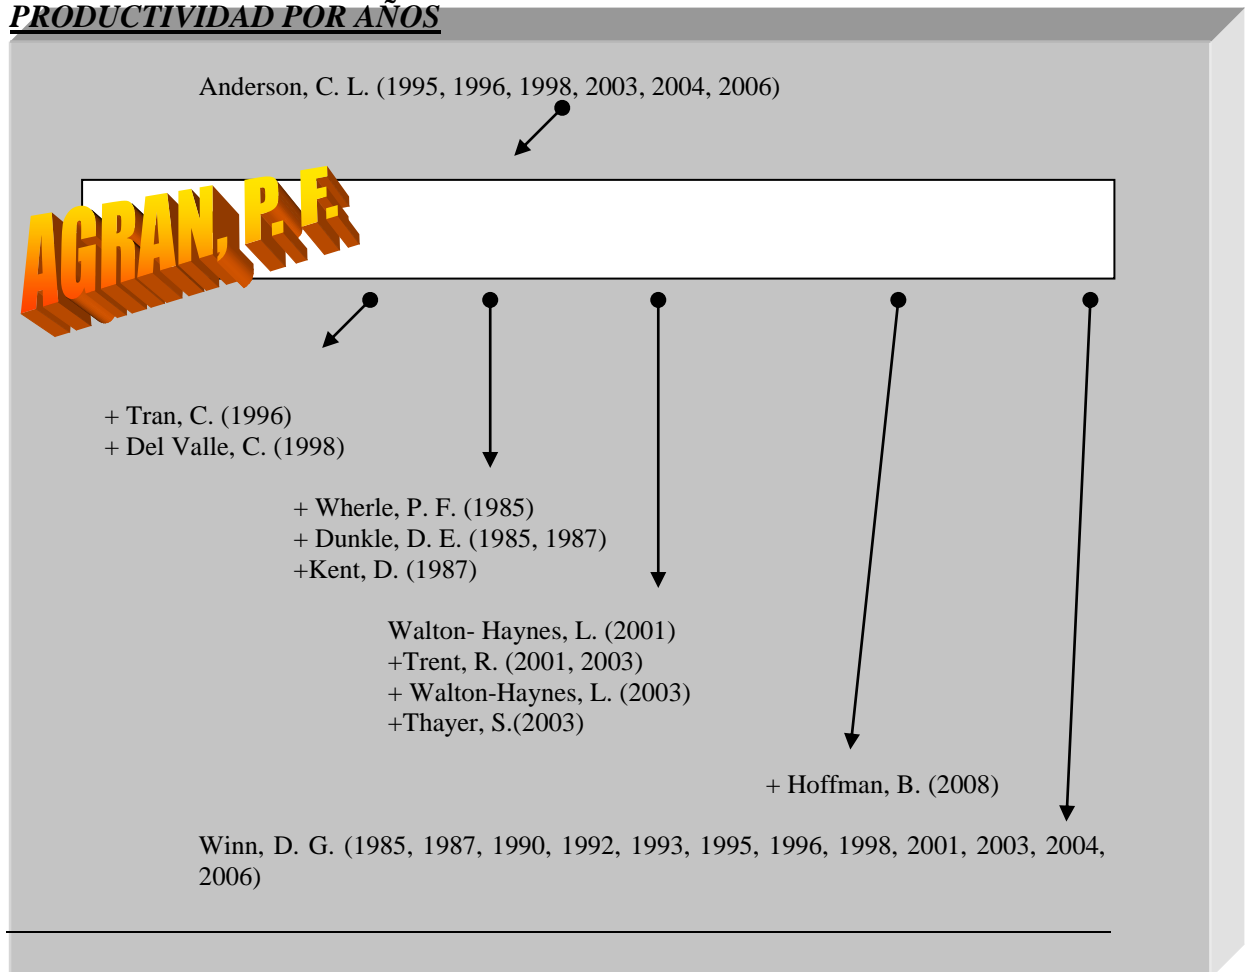 PRODUCTIVIDAD POR AÑOS
Anderson, C. L. (1995, 1996, 1998, 2003, 2004, 2006)
AGRAN, P. F.
+ Tran, C. (1996)
+ Del Valle, C. (1998)
+ Wherle, P. F. (1985)
+ Dunkle, D. E. (1985, 1987)
+Kent, D. (1987)
Walton- Haynes, L. (2001)
+Trent, R. (2001, 2003)
+ Walton-Haynes, L. (2003)
+Thayer, S.(2003)
+ Hoffman, B. (2008)
Winn, D. G. (1985, 1987, 1990, 1992, 1993, 1995, 1996, 1998, 2001, 2003, 2004,
2006)